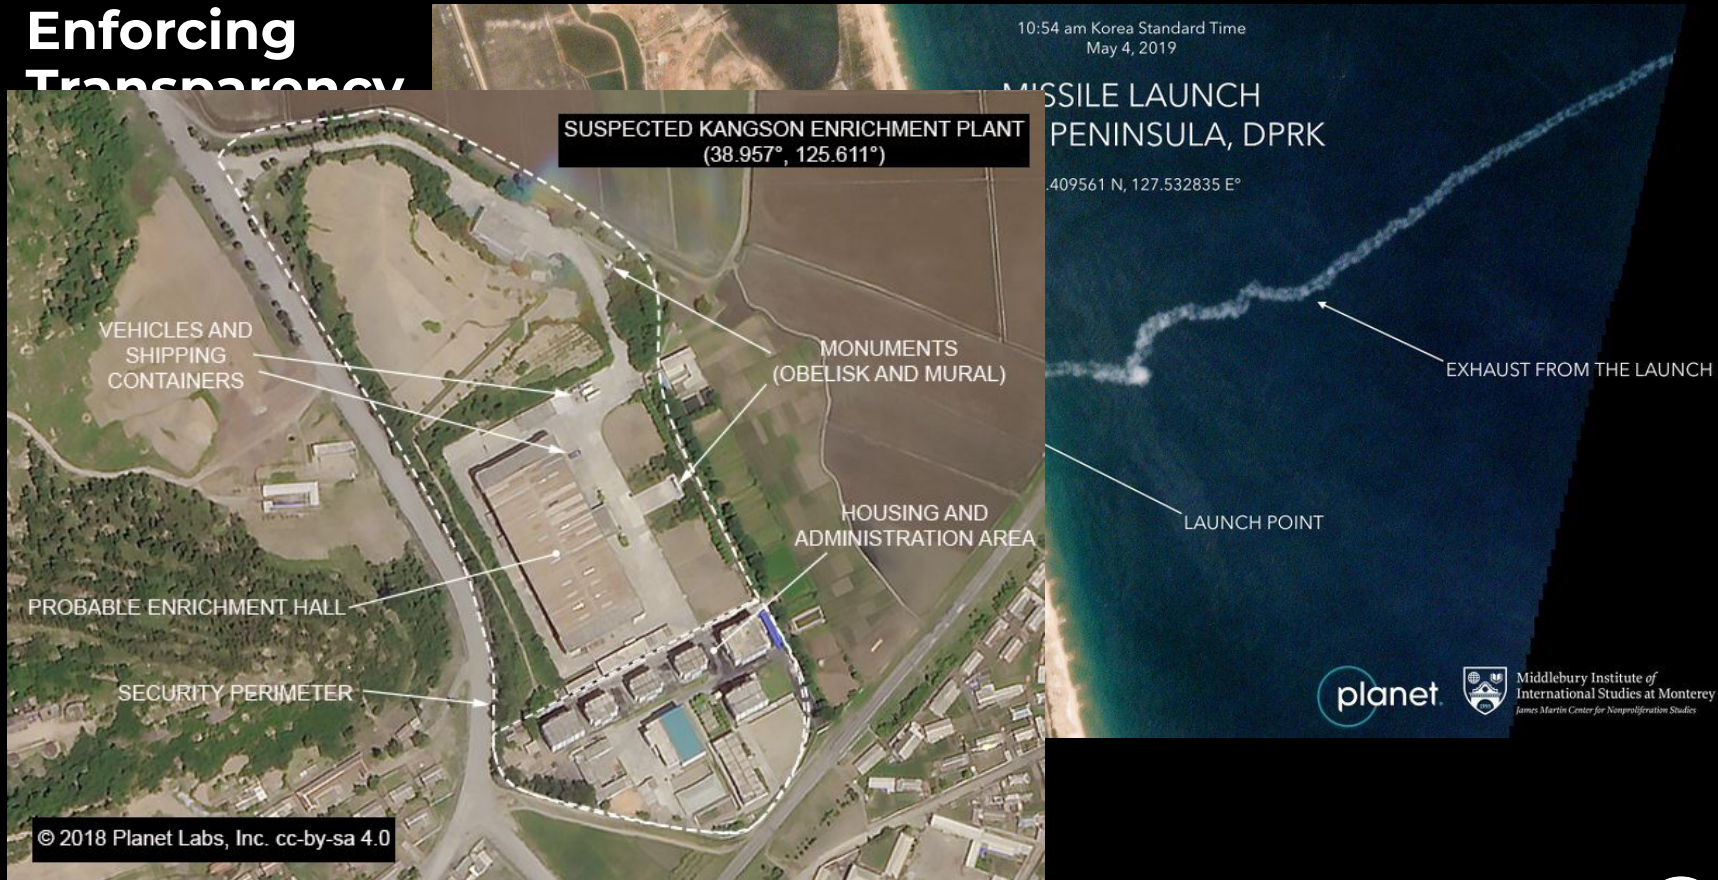 Enforcing
Transparency
10:54 am Korea Standard Time
May 4, 2019
MISSILE LAUNCH
PENINSULA, DPRK
.409561 N, 127.532835 E°
EXHAUST FROM THE LAUNCH
LAUNCH POINT
planet.
Middlebury Institute of
International Studies at Monterey
James Martin Center for Nonproliferation Studies
SUSPECTED KANGSON ENRICHMENT PLANT
(38.957°, 125.611°)
VEHICLES AND
SHIPPING
CONTAINERS
MONUMENTS
(OBELISK AND MURAL)
HOUSING AND
ADMINISTRATION AREA
PROBABLE ENRICHMENT HALL
SECURITY PERIMETER
© 2018 Planet Labs, Inc. cc-by-sa 4.0